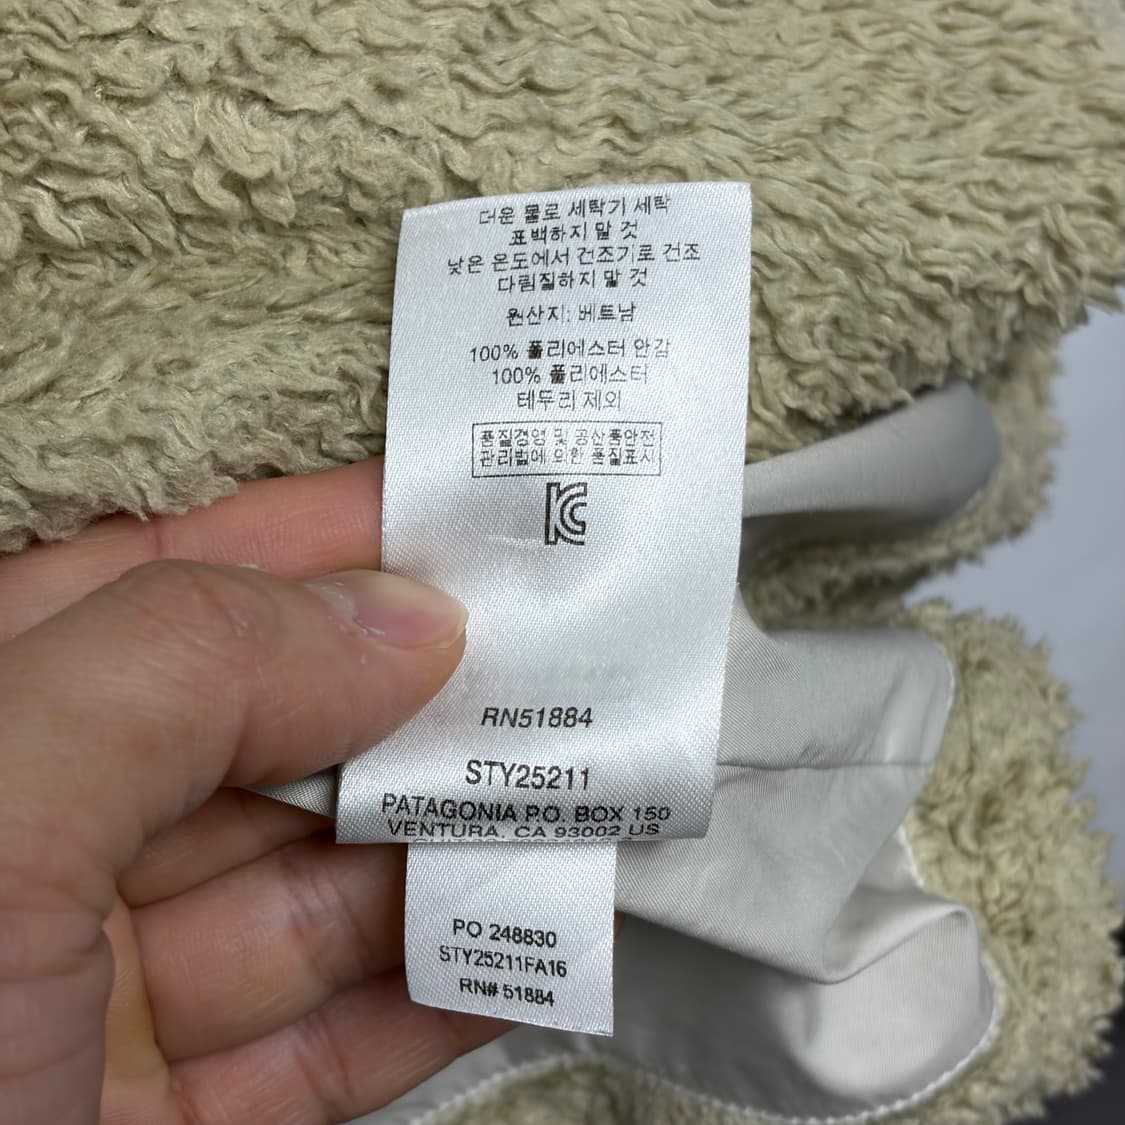 더운 물로 세탁기 세탁
표백하지 말 것
낮은 온도에서 건조기로 건조
다림질하지 말 것
원산지: 베트남
100% 폴리에스터 안감
100% 폴리에스터
테두리 제외
품질경영 및 공산품안전
관리법에 의한 품질표시
RN51884
STY25211
PATAGONIA P.O. BOX 150
VENTURA, CA 93002 US
PO 248830
STY25211FA16
RN# 51884